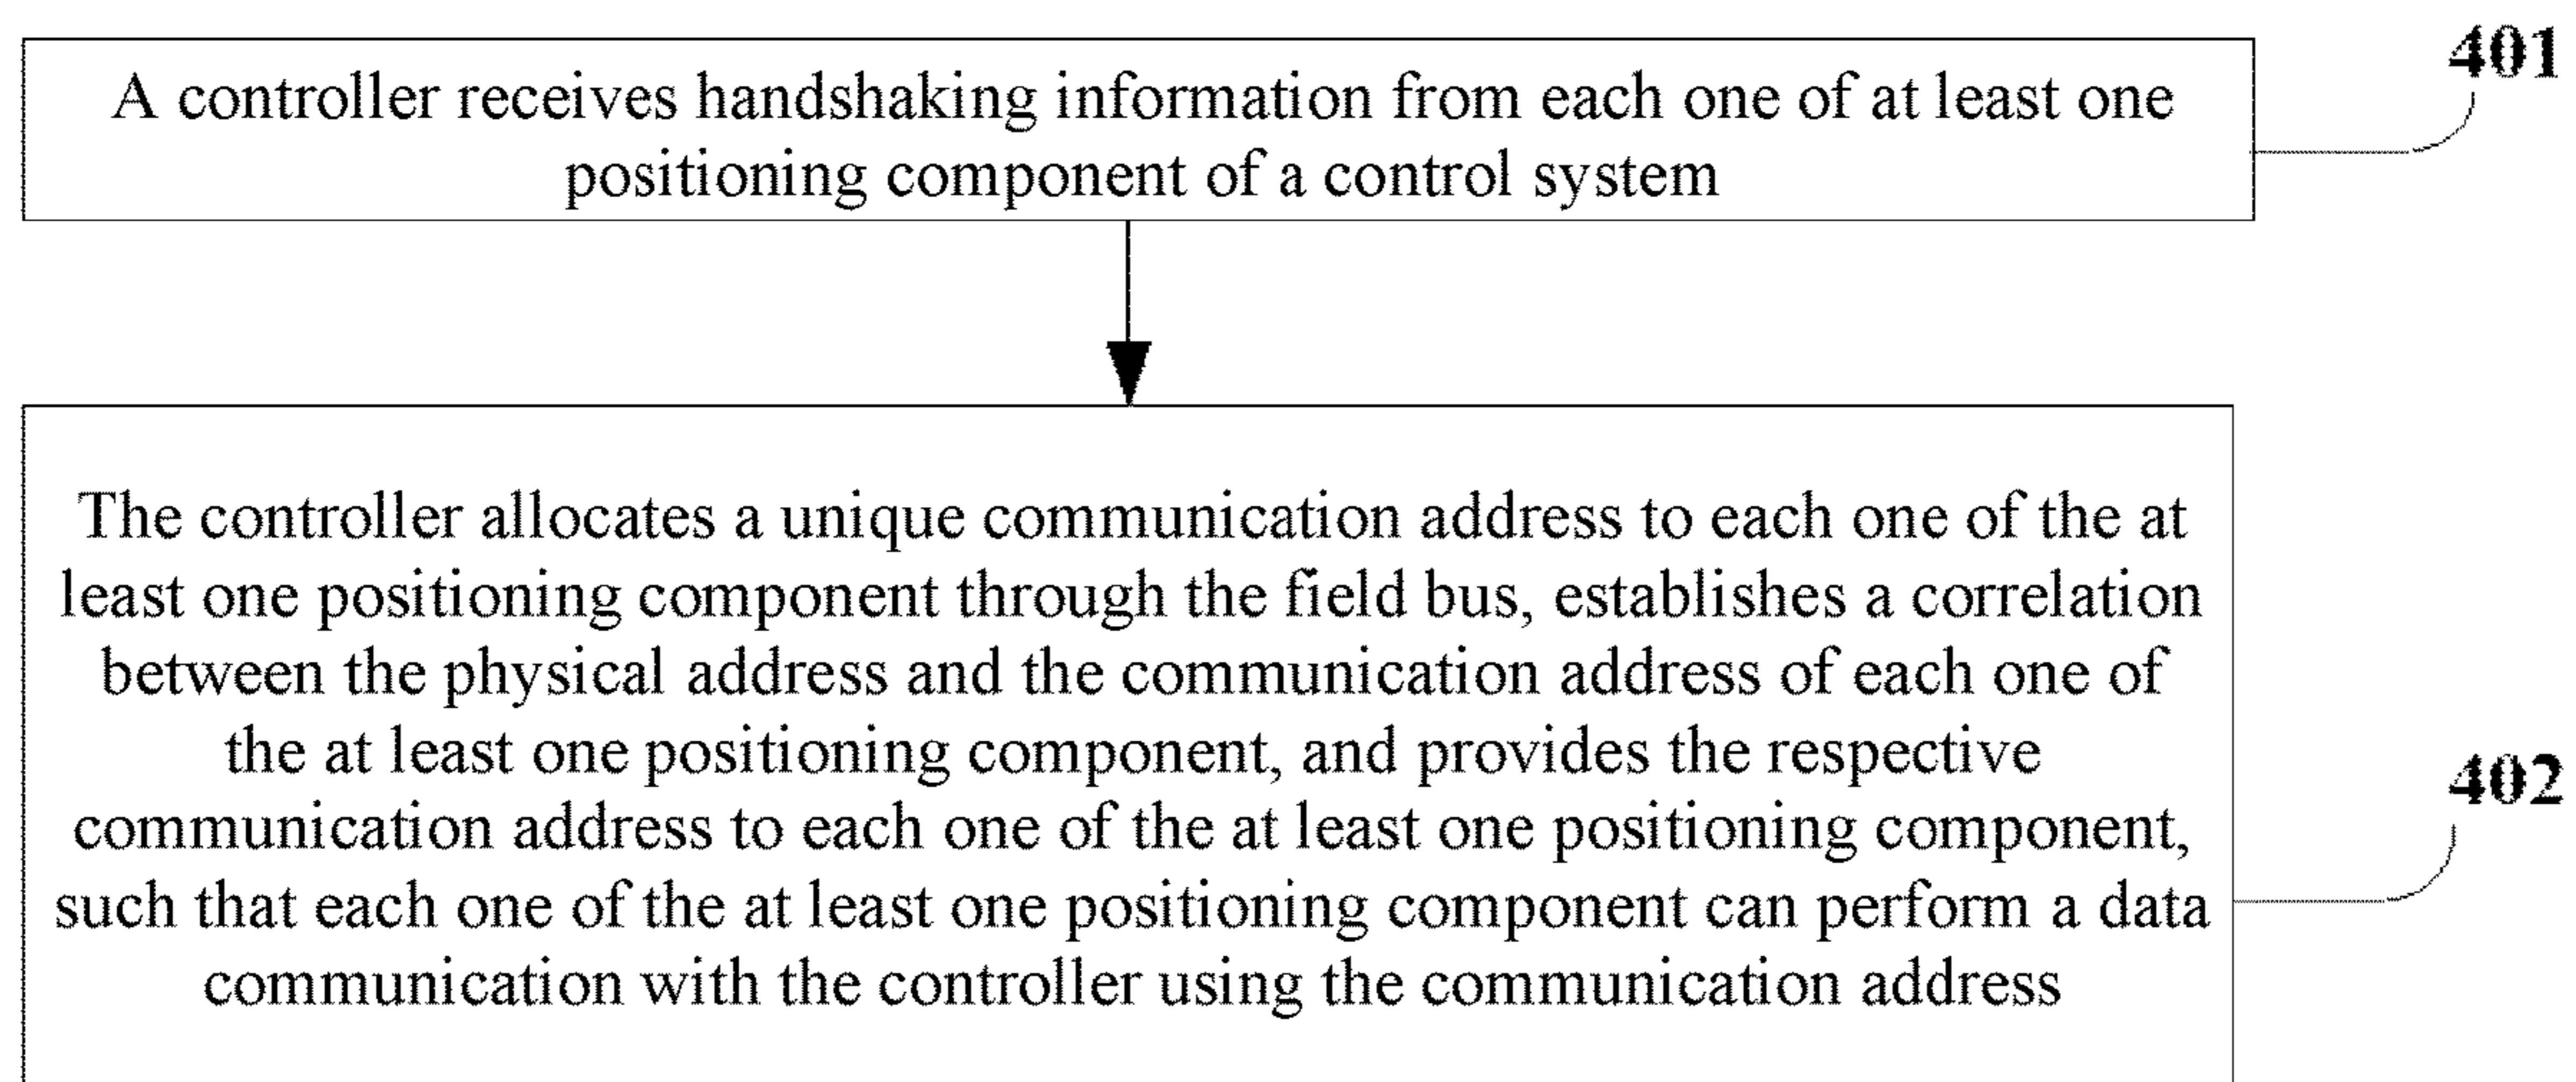 401
A controller receives handshaking information from each one of at least one
positioning component of a control system
The controller allocates a unique communication address to each one of the at
least one positioning component through the field bus, establishes a correlation
between the physical address and the communication address of each one of
the at least one positioning component, and provides the respective
communication address to each one of the at least one positioning component,
such that each one of the at least one positioning component can perform a data
communication with the controller using the communication address
402